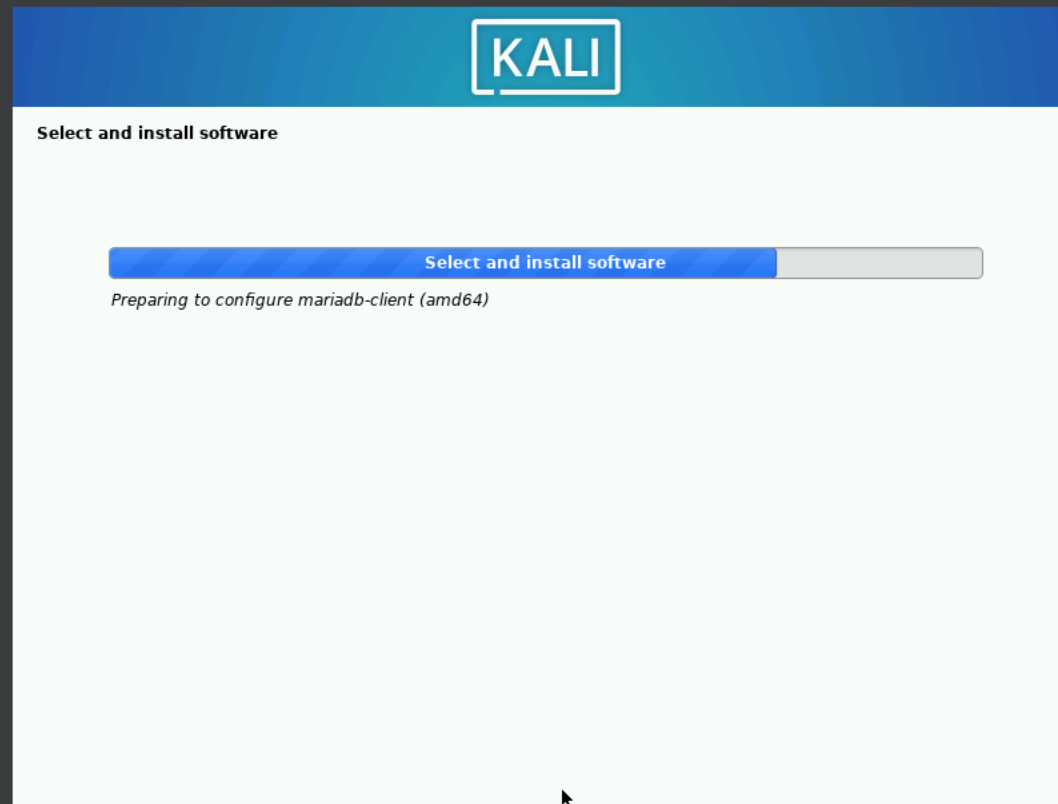 KALI
Select and install software
Select and install software
Preparing to configure mariadb-client (amd64)